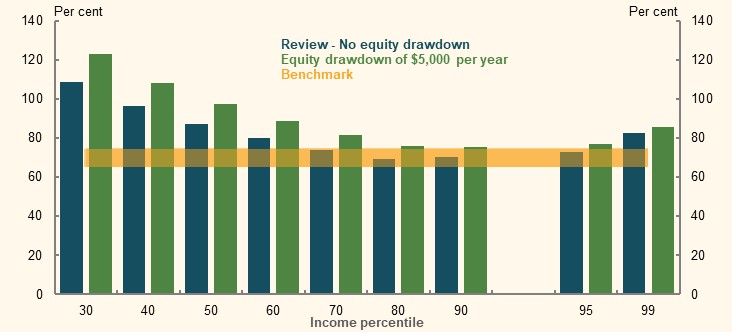 Per cent Per cent
140 140
Review - No equity drawdown
120 120
Equity drawdown of $5,000 per year
Benchmark
100 100
80 80
60 60
40 40
20 20
0 0
30 40 50 60 70 80 90 95 99
Income percentile